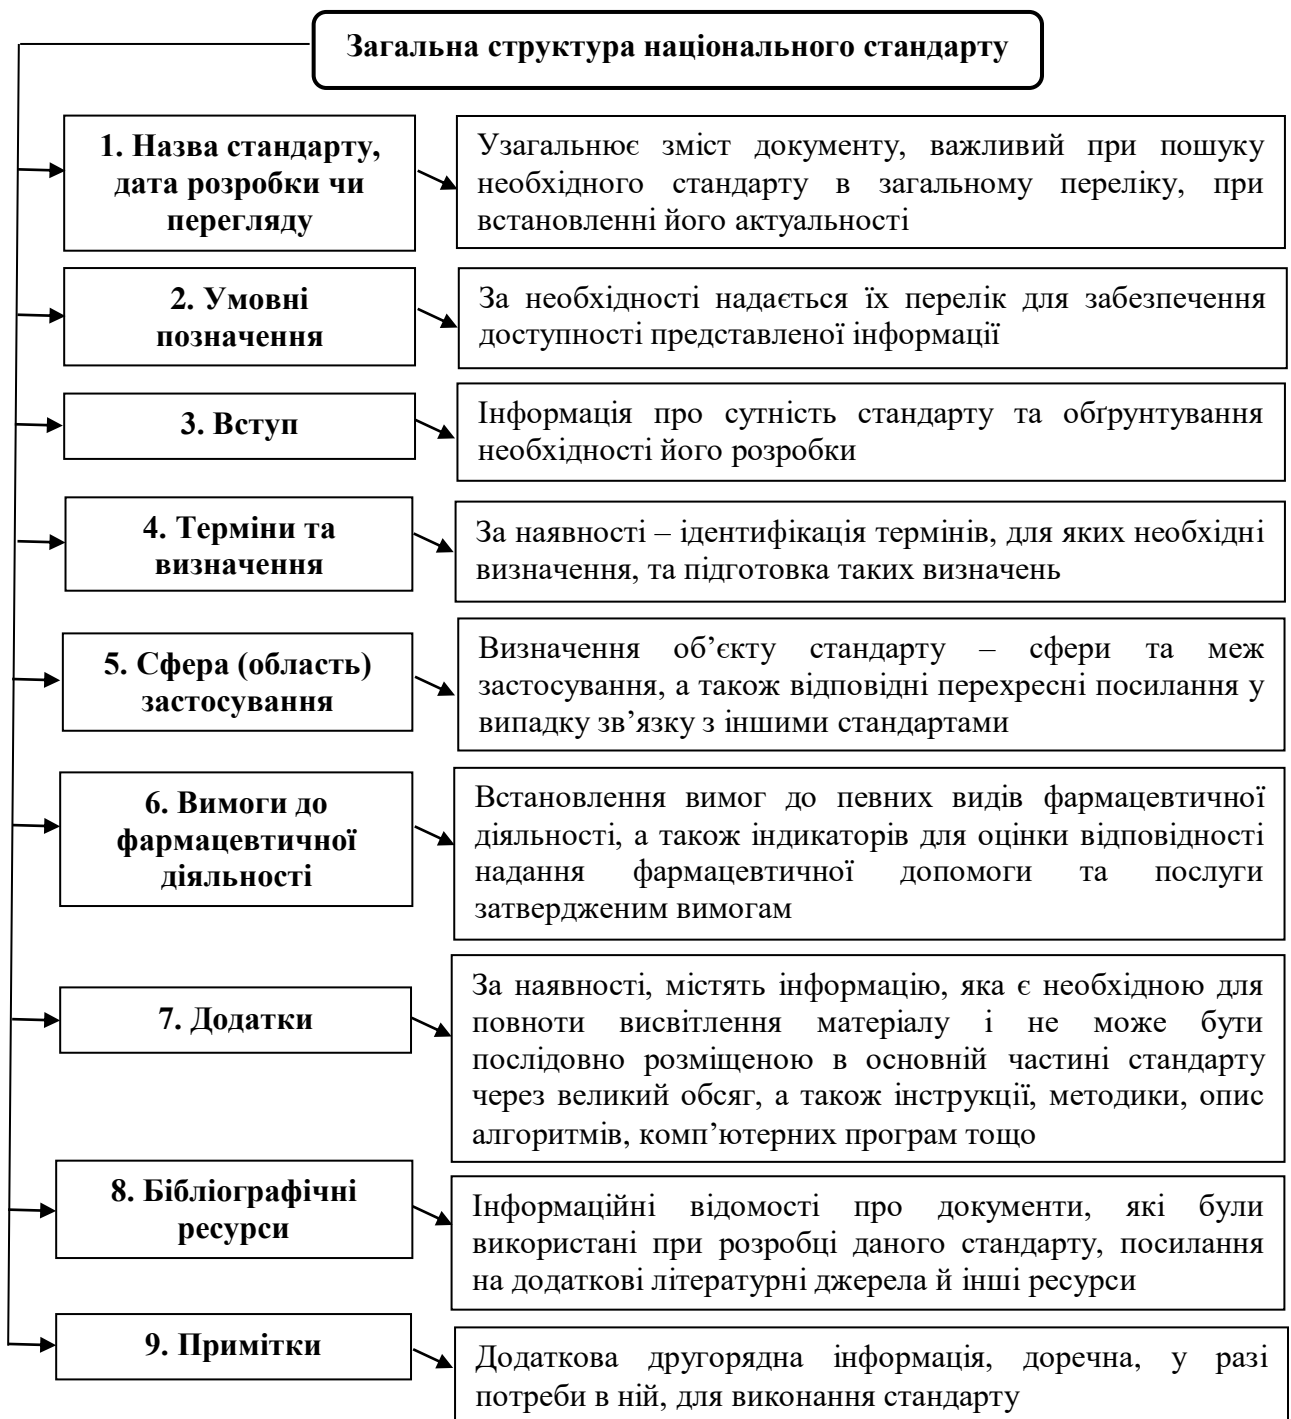 Загальна структура національного стандарту
1. Назва стандарту,
дата розробки чи
перегляду
Узагальнює зміст документу, важливий при пошуку
необхідного стандарту в загальному переліку, при
встановленні його актуальності
2. Умовні
позначення
За необхідності надається їх перелік для забезпечення
доступності представленої інформації
3. Вступ
Інформація про сутність стандарту та обґрунтування
необхідності його розробки
4. Терміни та
визначення
За наявності – ідентифікація термінів, для яких необхідні
визначення, та підготовка таких визначень
5. Сфера (область)
застосування
Визначення об’єкту стандарту – сфери та меж
застосування, а також відповідні перехресні посилання у
випадку зв’язку з іншими стандартами
6. Вимоги до
фармацевтичної
діяльності
Встановлення вимог до певних видів фармацевтичної
діяльності, а також індикаторів для оцінки відповідності
надання фармацевтичної допомоги та послуги
затвердженим вимогам
7. Додатки
За наявності, містять інформацію, яка є необхідною для
повноти висвітлення матеріалу і не може бути
послідовно розміщеною в основній частині стандарту
через великий обсяг, а також інструкції, методики, опис
алгоритмів, комп’ютерних програм тощо
8. Бібліографічні
ресурси
Інформаційні відомості про документи, які були
використані при розробці даного стандарту, посилання
на додаткові літературні джерела й інші ресурси
9. Примітки
Додаткова другорядна інформація, доречна, у разі
потреби в ній, для виконання стандарту